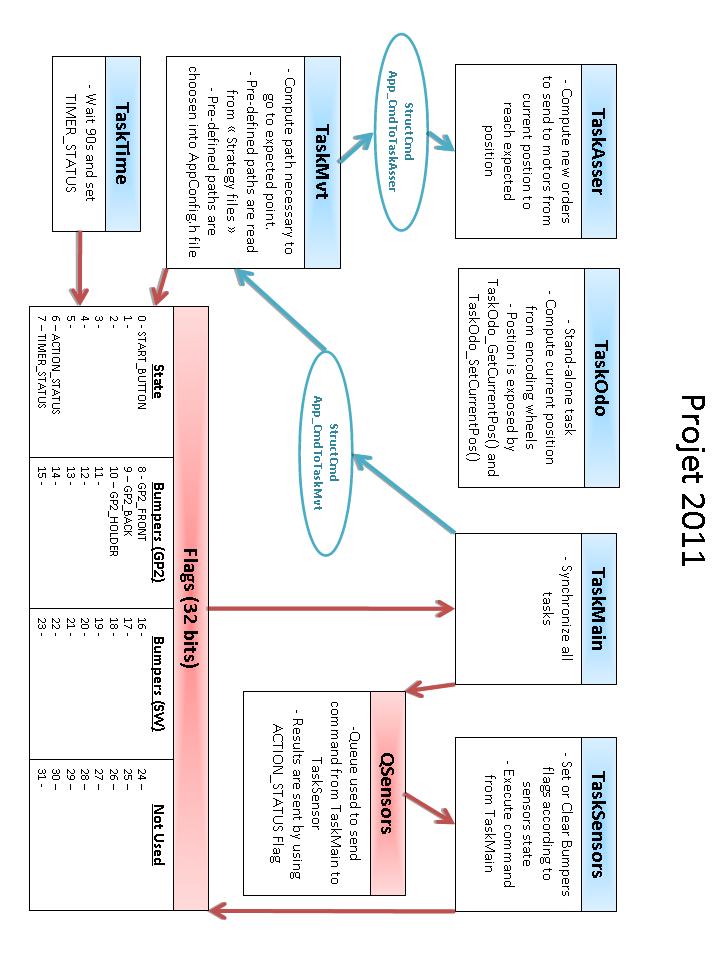 Projet 2011
TaskAsser
- Compute new orders
to send to motors from
current postion to
reach expected
position
TaskOdo
- Stand-alone task
- Compute current position
from encoding wheels
- Postion is exposed by
TaskOdo_GetCurrentPos() and
TaskOdo_SetCurrentPos()
TaskMain
- Synchronize all
tasks
TaskSensors
- Set or Clear Bumpers
flags according to
sensors state
- Execute command
from TaskMain
StructCmd
App_CmdToTaskAsser
TaskMvt
- Compute path necessary to
go to expected point.
- Pre-defined paths are read
from « Strategy files »
- Pre-defined paths are
choosen into AppConfig.h file
StructCmd
App_CmdToTaskMvt
QSensors
-Queue used to send
command from TaskMain to
TaskSensor
- Results are sent by using
ACTION_STATUS Flag
TaskTime
- Wait 90s and set
TIMER_STATUS
Flags (32 bits)
State
0 - START_BUTTON
1 -
2 -
3 -
4 -
5 -
6 – ACTION_STATUS
7 – TIMER_STATUS
Bumpers (GP2)
8 - GP2_FRONT
9 – GP2_BACK
10 – GP2_HOLDER
11 -
12 -
13 -
14 -
15 -
Bumpers (SW)
16 -
17 -
18 -
19 -
20 -
21 -
22 -
23 -
Not Used
24 -
25 -
26 -
27 -
28 -
29 -
30 -
31 -